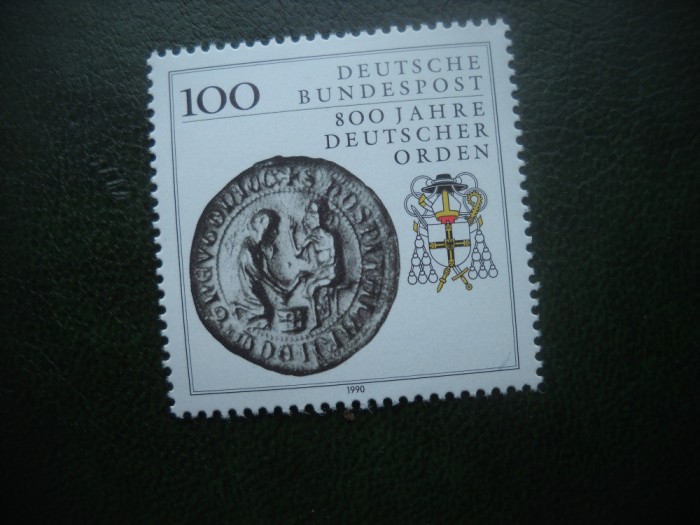 100
DEUTSCHE
BUNDESPOST
800 JAHRE
DEUTSCHER
ORDEN
1990